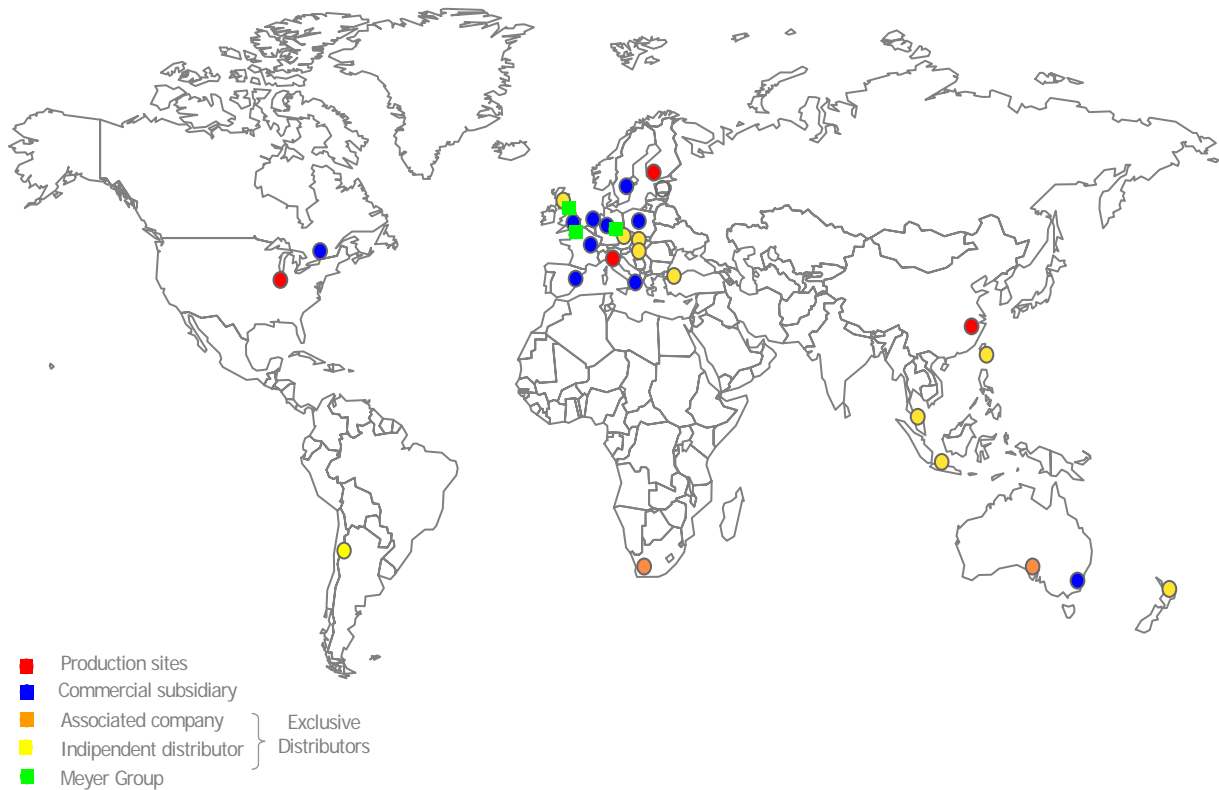 Production sites
Commercial subsidiary
Associated company
Indipendent distributor
Meyer Group
Exclusive
Distributors